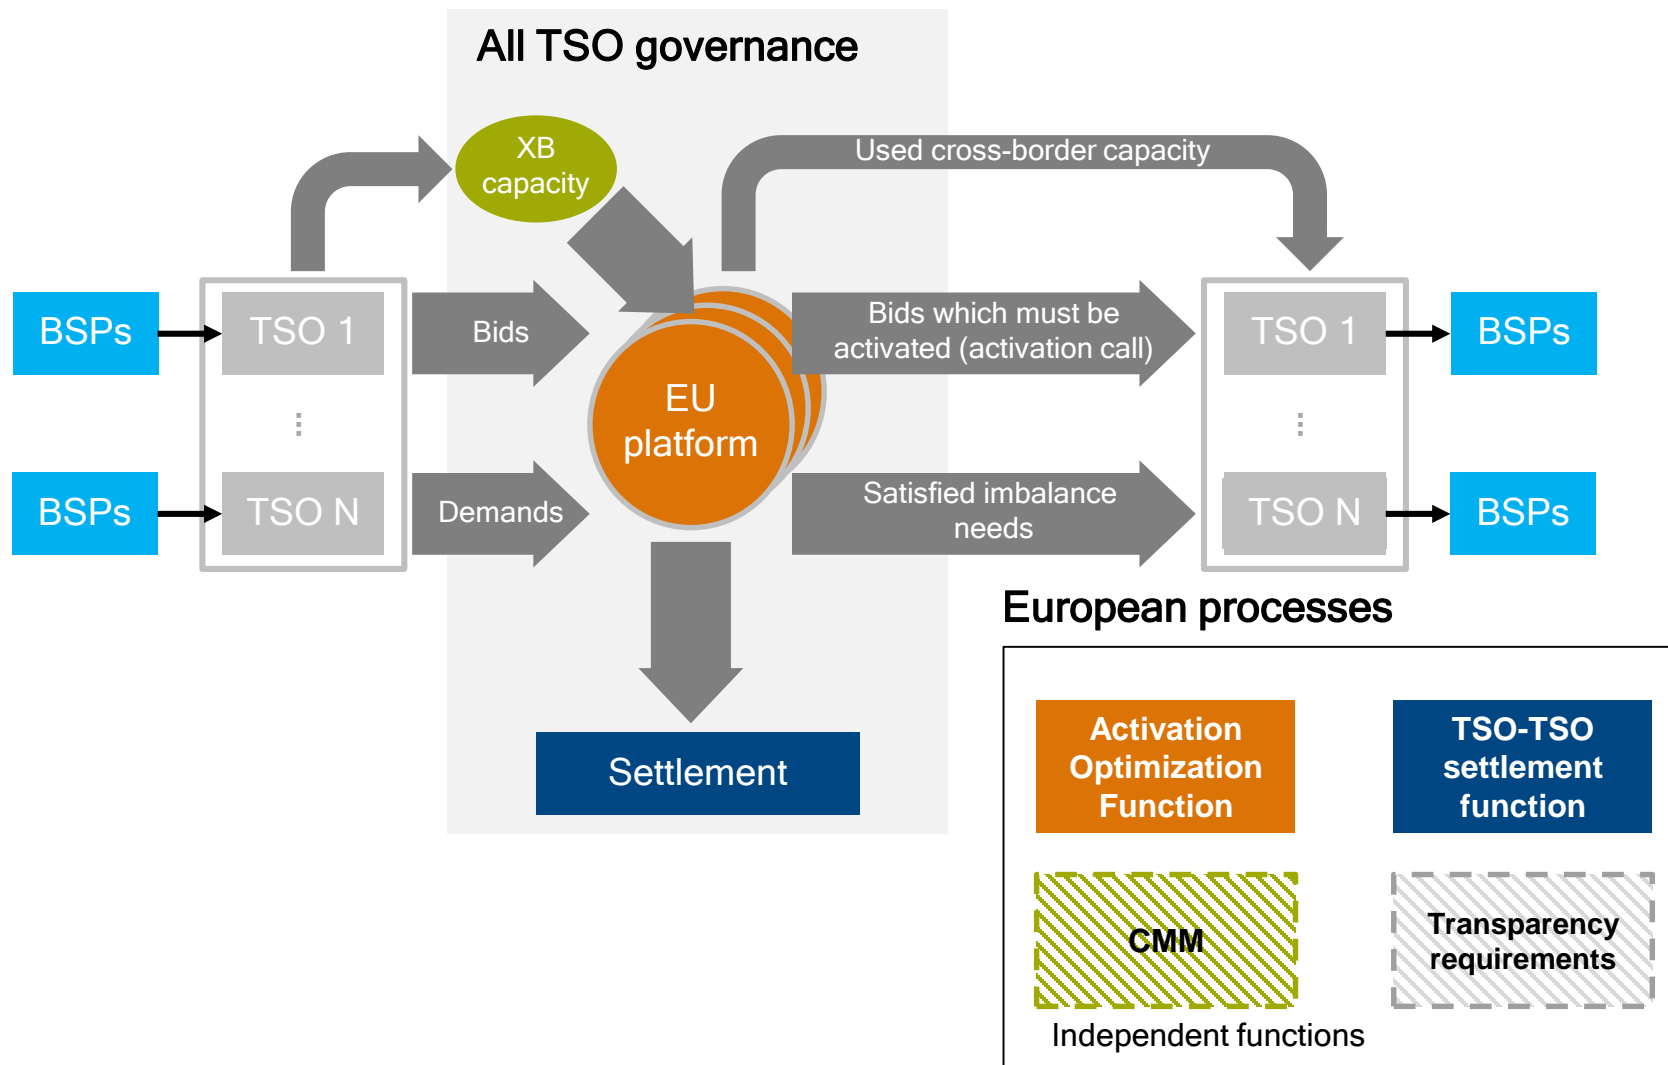 All TSO governance
XB
capacity
Used cross-border capacity
BSPs
TSO 1
Bids
Bids which must be
activated (activation call)
TSO 1
BSPs
...
EU
platform
...
BSPs
TSO N
Demands
Satisfied imbalance
needs
TSO N
BSPs
Settlement
European processes
Activation
Optimization
Function
TSO-TSO
settlement
function
CMM
Transparency
requirements
Independent functions